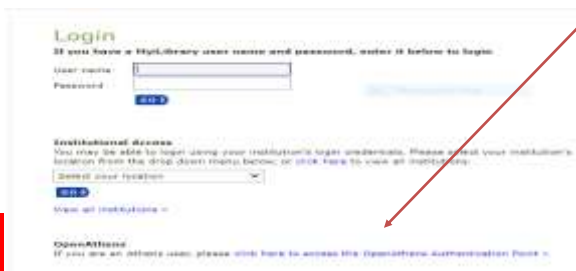 Login
If you have a MyiLibrary user name and password, enter it below to login
User name
Password
GO
Institutional Access
You may be able to login using your institution's login credentials. Please select your institution's
location from the drop down menu below, or click here to view all institutions.
Select your location
GO
View all institutions >
OpenAthens
If you are an Athens user, please click here to access the OpenAthens Authentication Point >